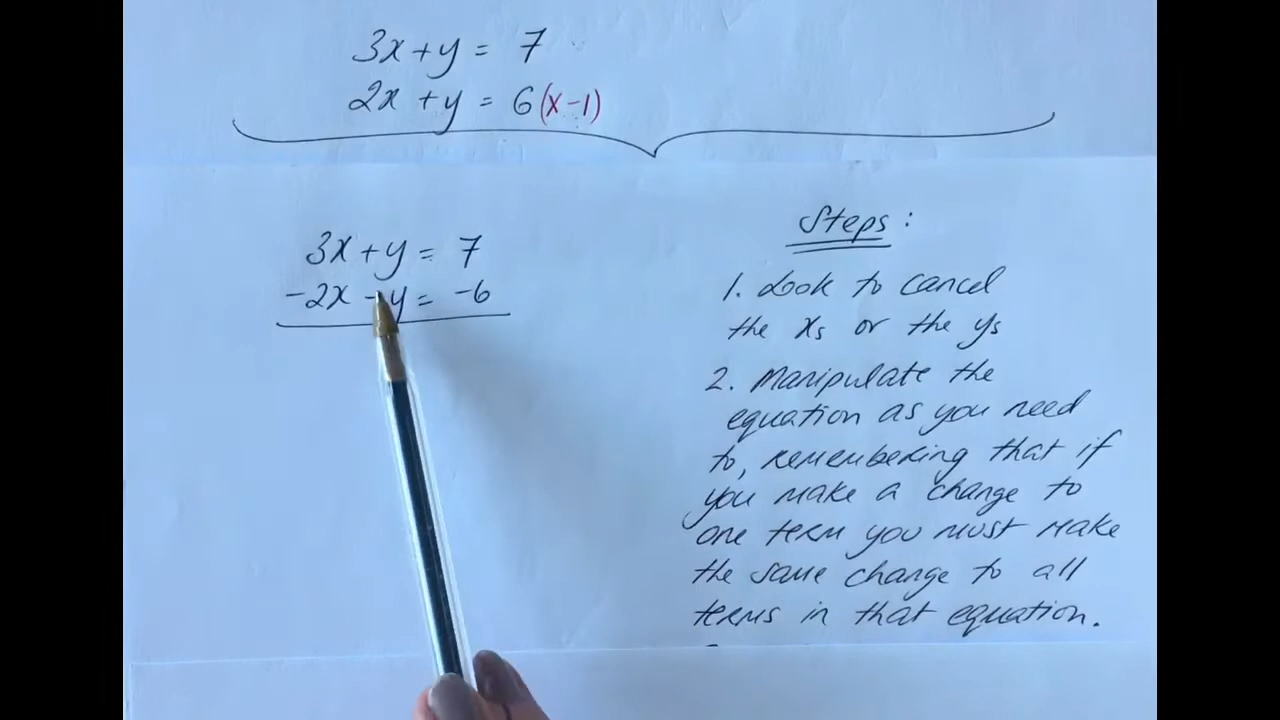 3x + y = 7
2x + y = 6 (x-1)
3x + y = 7
-2x - y = -6
Steps:
1. Look to cancel
the xs or the ys
2. Manipulate the
equation as you need
to, remembering that if
you make a change to
one term you must make
the same change to all
terms in that equation.